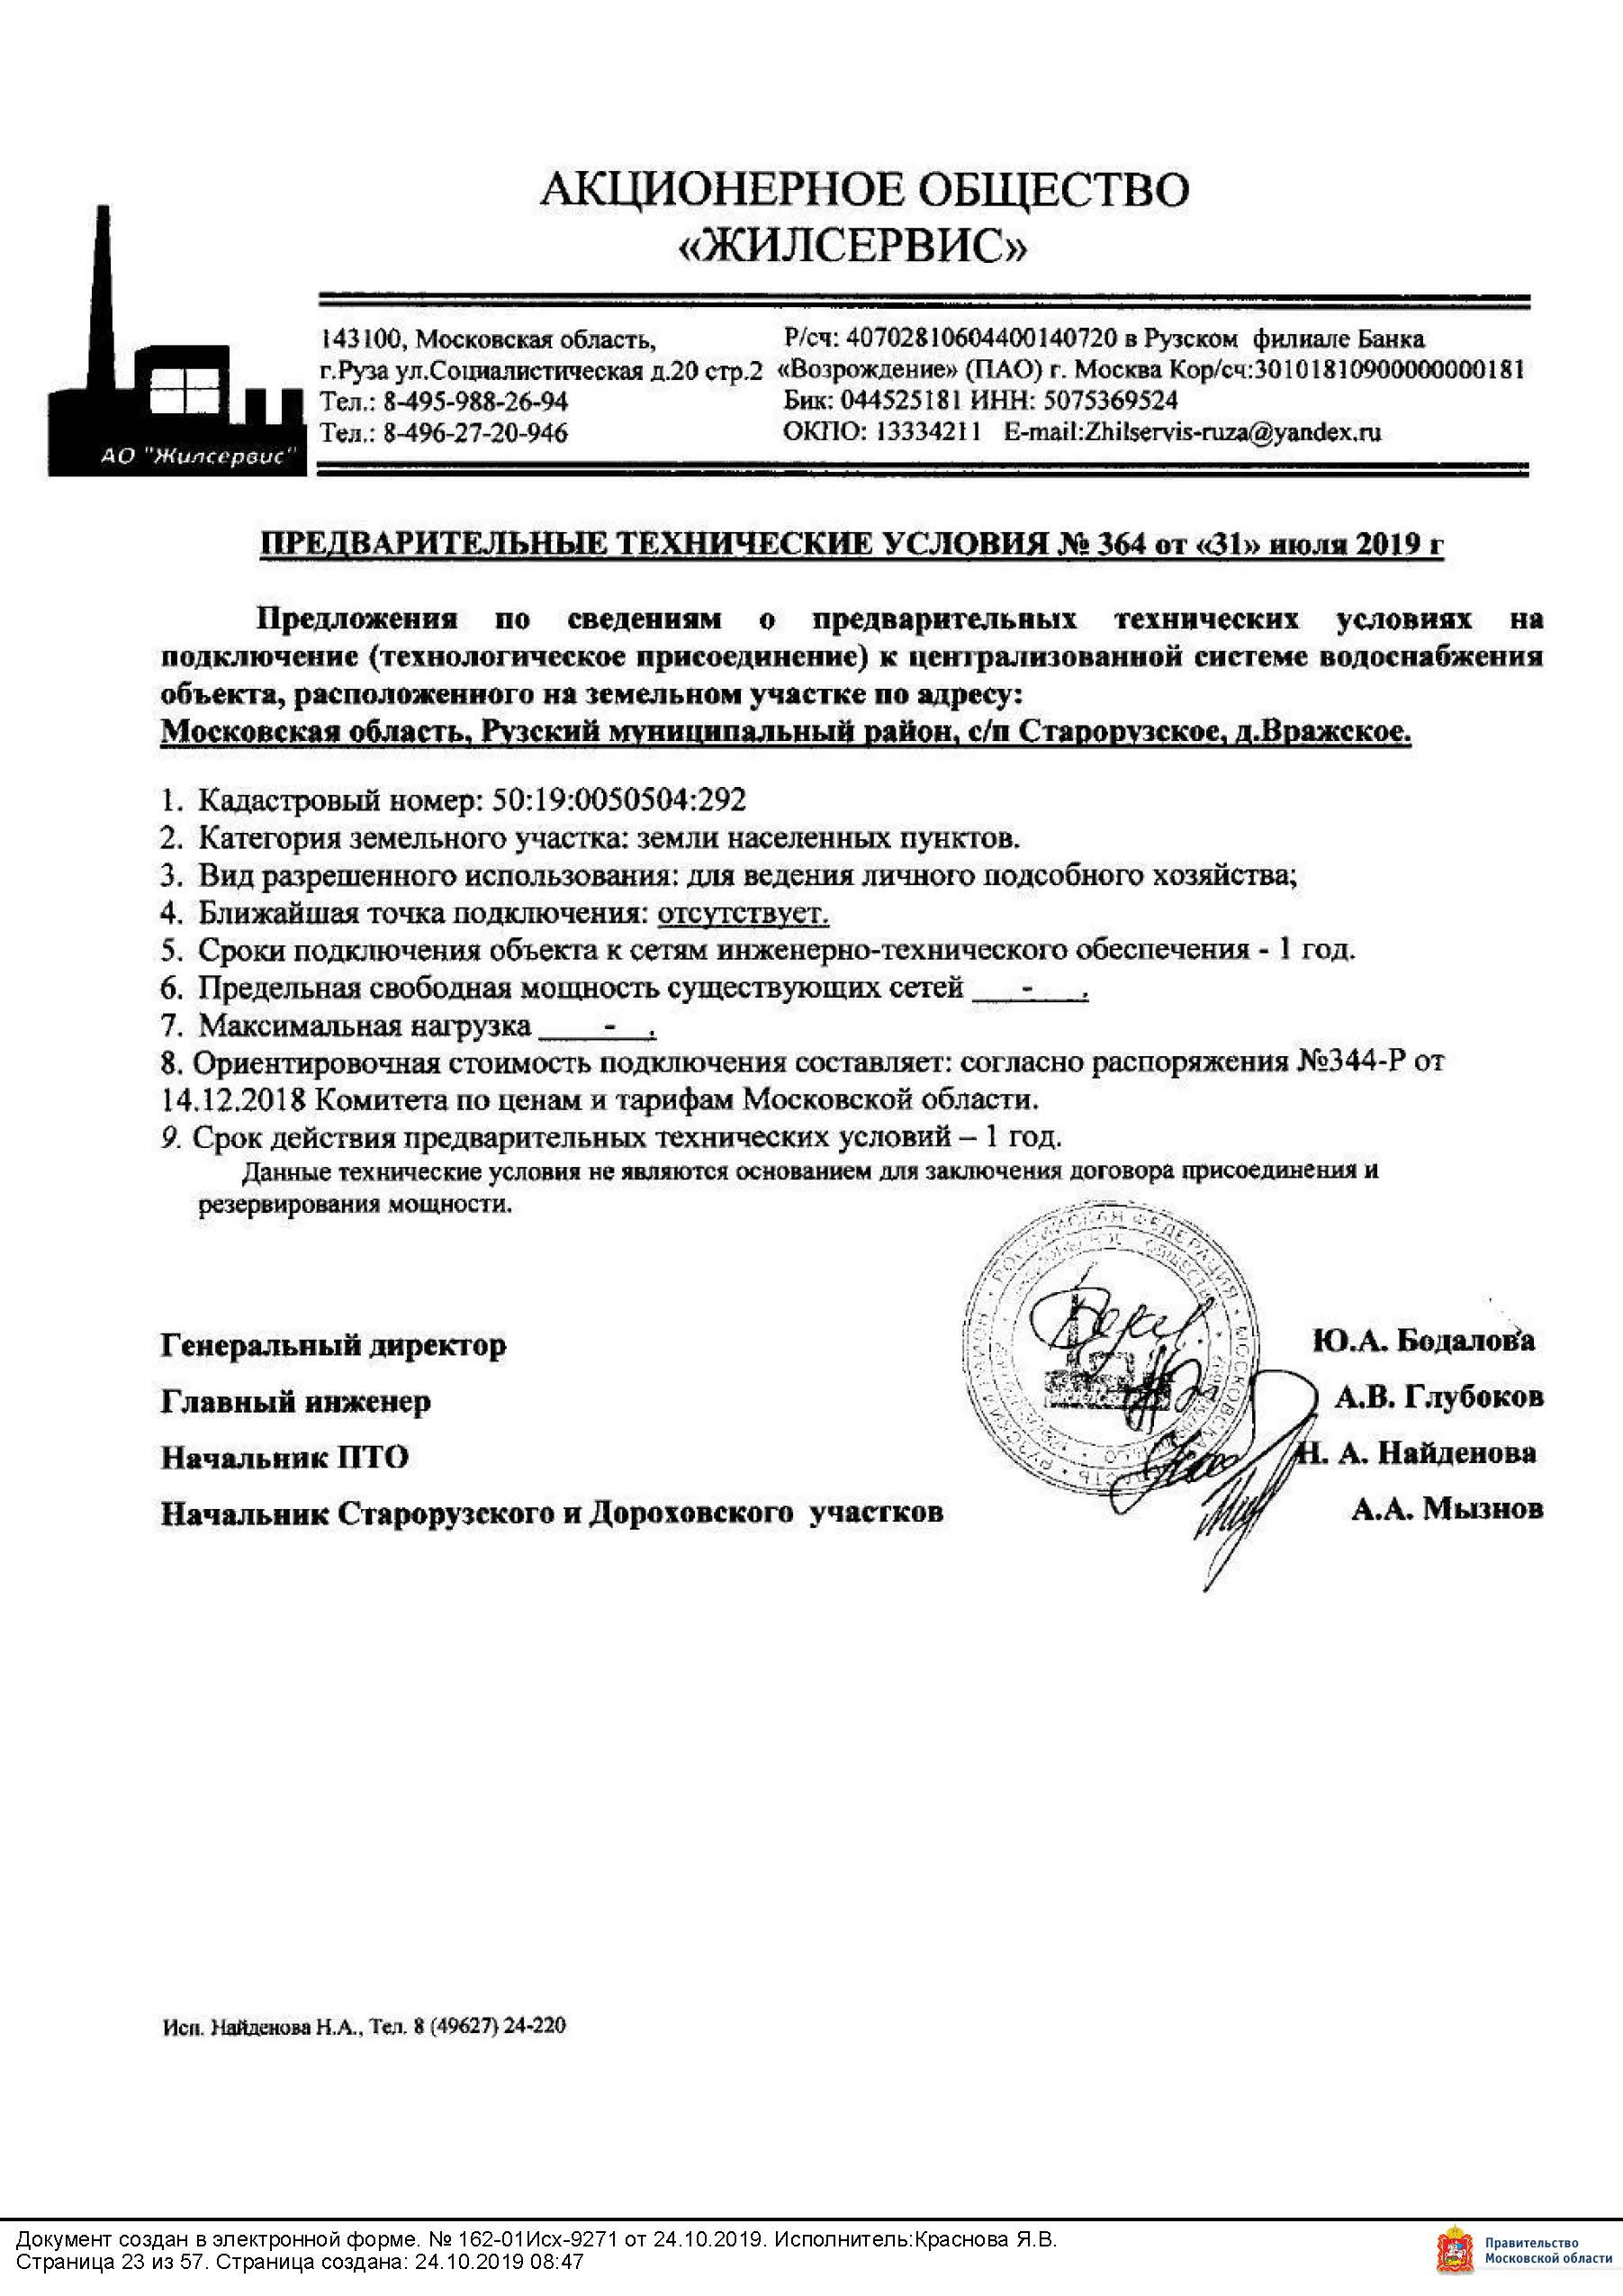 АКЦИОНЕРНОЕ ОБЩЕСТВО
«ЖИЛСЕРВИС»
143100, Московская область,
г.Руза ул.Социалистическая д.20 стр.2
Тел.: 8-495-988-26-94
Тел.: 8-496-27-20-946
Р/сч: 40702810604400140720 в Рузском филиале Банка
«Возрождение» (ПАО) г. Москва Кор/сч:30101810900000000181
Бик: 044525181 ИНН: 5075369524
ОКПО: 13334211 E-mail:Zhilservis-ruza@yandex.ru
АО "Жилсервис"
ПРЕДВАРИТЕЛЬНЫЕ ТЕХНИЧЕСКИЕ УСЛОВИЯ № 364 от «31» июля 2019 г
Предложения по сведениям о предварительных технических условиях на
подключение (технологическое присоединение) к централизованной системе водоснабжения
объекта, расположенного на земельном участке по адресу:
Московская область, Рузский муниципальный район, с/п Старорузское, д.Вражское.
1. Кадастровый номер: 50:19:0050504:292
2. Категория земельного участка: земли населенных пунктов.
3. Вид разрешенного использования: для ведения личного подсобного хозяйства;
4. Ближайшая точка подключения: отсутствует.
5. Сроки подключения объекта к сетям инженерно-технического обеспечения - 1 год.
6. Предельная свободная мощность существующих сетей ___-___.
7. Максимальная нагрузка ____-__.
8. Ориентировочная стоимость подключения составляет: согласно распоряжения №344-Р от
14.12.2018 Комитета по ценам и тарифам Московской области.
9. Срок действия предварительных технических условий – 1 год.
Данные технические условия не являются основанием для заключения договора присоединения и
резервирования мощности.
Генеральный директор Ю.А. Бодалова
Главный инженер А.В. Глубоков
Начальник ПТО Н. А. Найденова
Начальник Старорузского и Дороховского участков А.А. Мызнов
Исп. Найденова Н.А., Тел. 8 (49627) 24-220
Документ создан в электронной форме. № 162-01Исх-9271 от 24.10.2019. Исполнитель:Краснова Я.В.
Страница 23 из 57. Страница создана: 24.10.2019 08:47
Правительство
Московской области